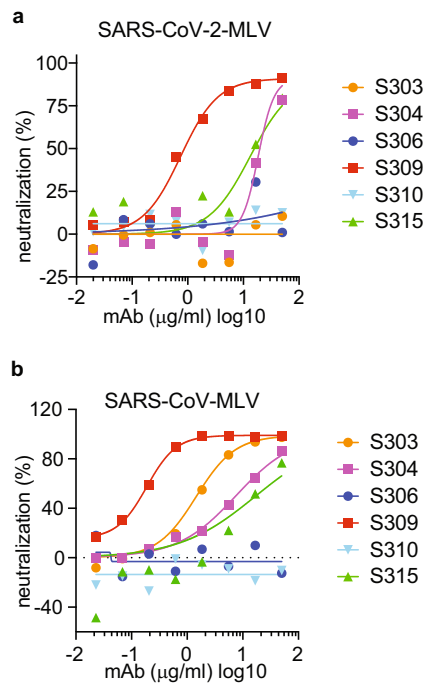 a
SARS-CoV-2-MLV
neutralization (%)
100
75
50
25
0
-25
-2 -1 0 1 2
mAb (μg/ml) log10
S303
S304
S306
S309
S310
S315
b
SARS-CoV-MLV
neutralization (%)
120
80
40
0
-40
-2 -1 0 1 2
mAb (μg/ml) log10
S303
S304
S306
S309
S310
S315